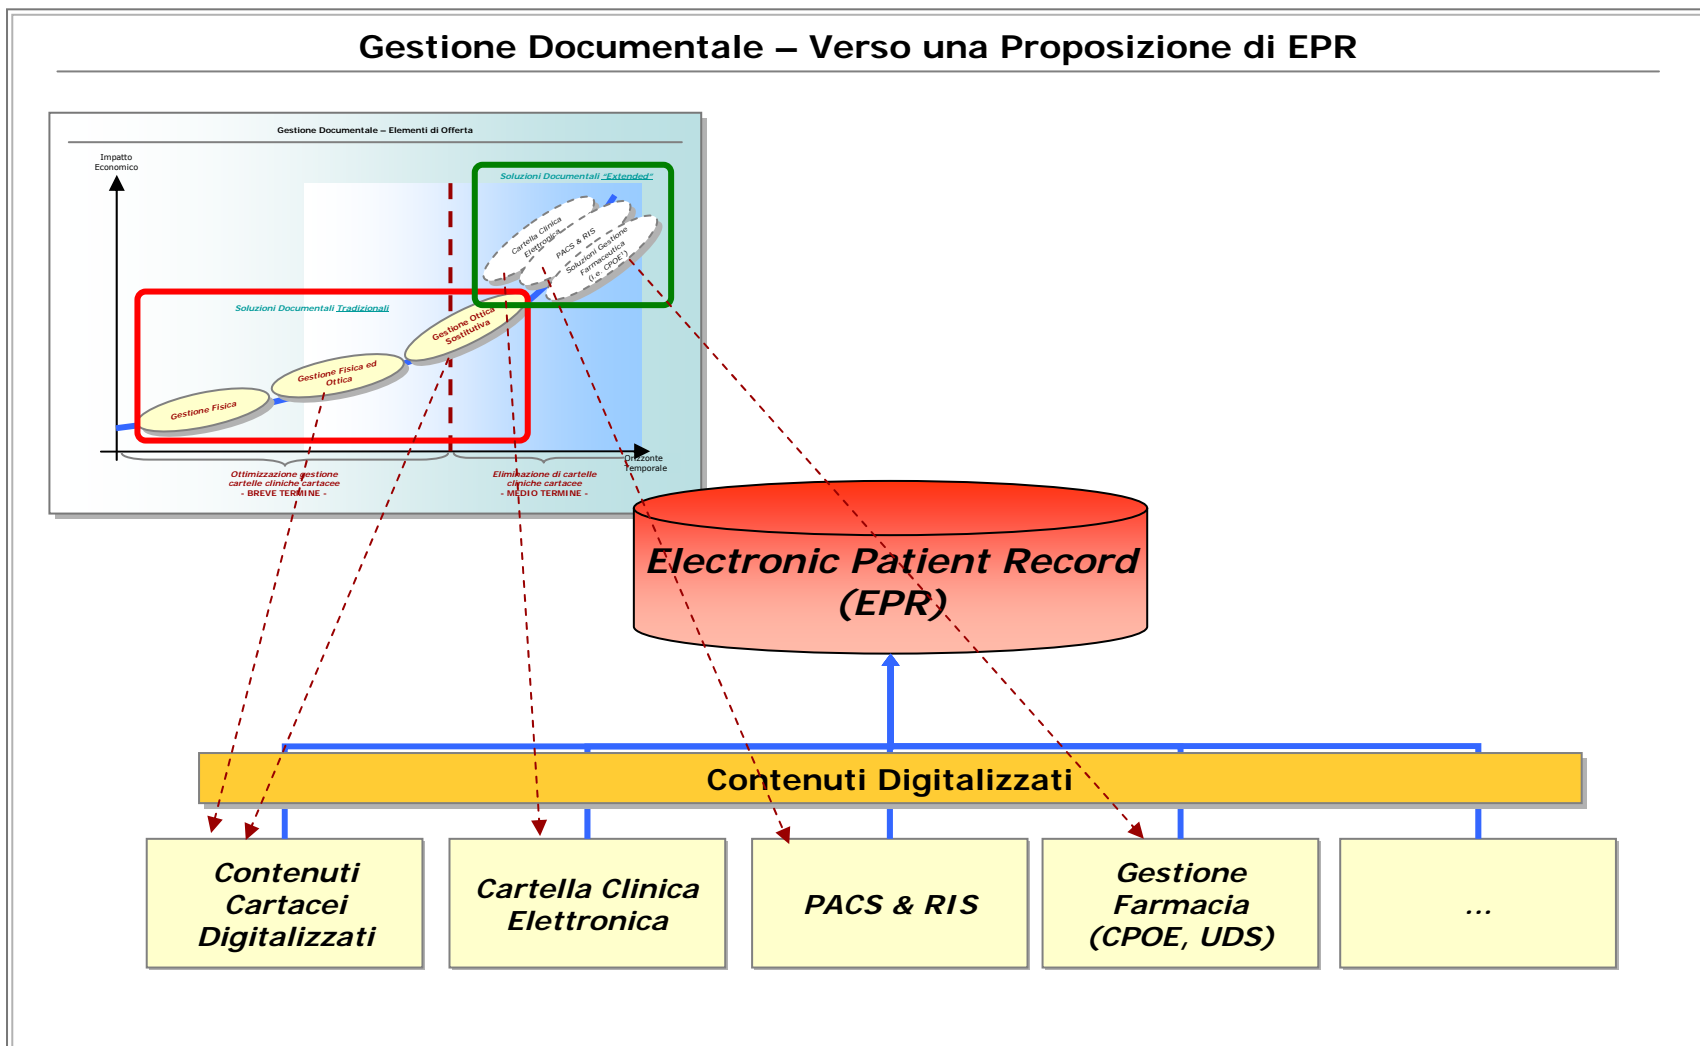 Gestione Documentale – Verso una Proposizione di EPR
Gestione Documentale – Elementi di Offerta
Impatto
Economico
Soluzioni Documentali "Extended"
Cartella Clinica
Elettronica
PACS & RIS
Soluzioni Gestione
Farmaceutica
(i.e. CPOE¹)
Soluzioni Documentali Tradizionali
Gestione Ottica
Sostitutiva
Gestione Fisica ed
Ottica
Gestione Fisica
Orizzonte
Temporale
Ottimizzazione gestione
cartelle cliniche cartacee
- BREVE TERMINE -
Eliminazione di cartelle
cliniche cartacee
- MEDIO TERMINE -
Electronic Patient Record
(EPR)
Contenuti Digitalizzati
Contenuti
Cartacei
Digitalizzati
Cartella Clinica
Elettronica
PACS & RIS
Gestione
Farmacia
(CPOE, UDS)
...